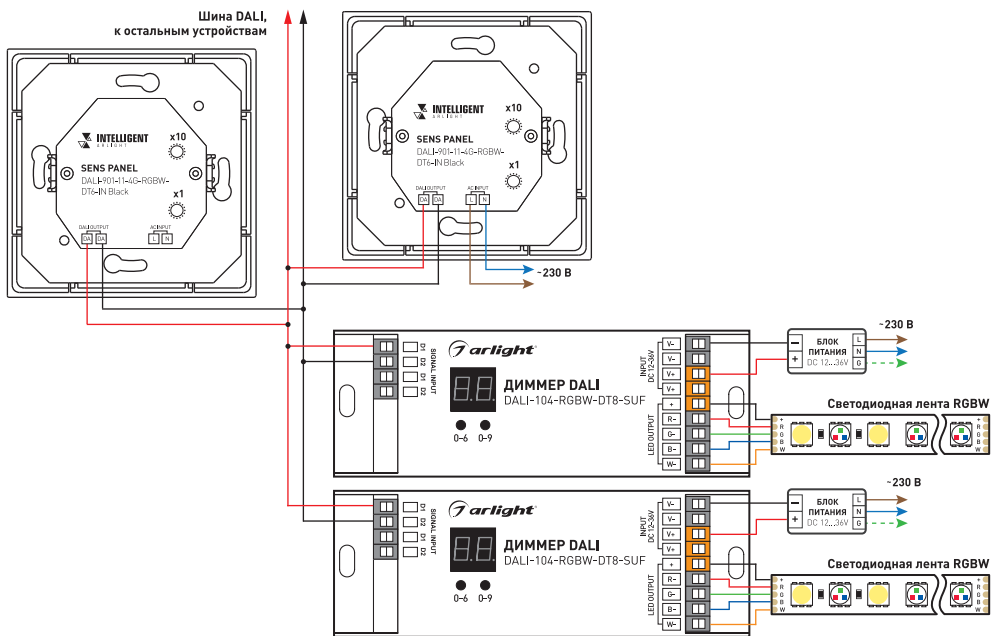 Шина DALI,
к остальным устройствам
INTELLIGENT
ARLIGHT
x10
SENS PANEL
DALI-901-11-4G-RGBW-
DT6-IN Black
x1
DALI OUTPUT
AC INPUT
DA DA L N
INTELLIGENT
ARLIGHT
x10
SENS PANEL
DALI-901-11-4G-RGBW-
DT6-IN Black
x1
DALI OUTPUT
AC INPUT
DA DA L N
~230 В
D1
D2
D1
D2
SIGNAL INPUT
arlight
ДИММЕР DALI
DALI-104-RGBW-DT8-SUF
0-6 0-9
INPUT
DC 12-36V
LED OUTPUT
V-
V-
V+
V+
+
R-
G-
B-
W-
~230 В
БЛОК
ПИТАНИЯ
DC 12...36V
- +
L
N
G
Светодиодная лента RGBW
+
R
G
B
W
D1
D2
D1
D2
SIGNAL INPUT
arlight
ДИММЕР DALI
DALI-104-RGBW-DT8-SUF
0-6 0-9
INPUT
DC 12-36V
LED OUTPUT
V-
V-
V+
V+
+
R-
G-
B-
W-
~230 В
БЛОК
ПИТАНИЯ
DC 12...36V
- +
L
N
G
Светодиодная лента RGBW
+
R
G
B
W